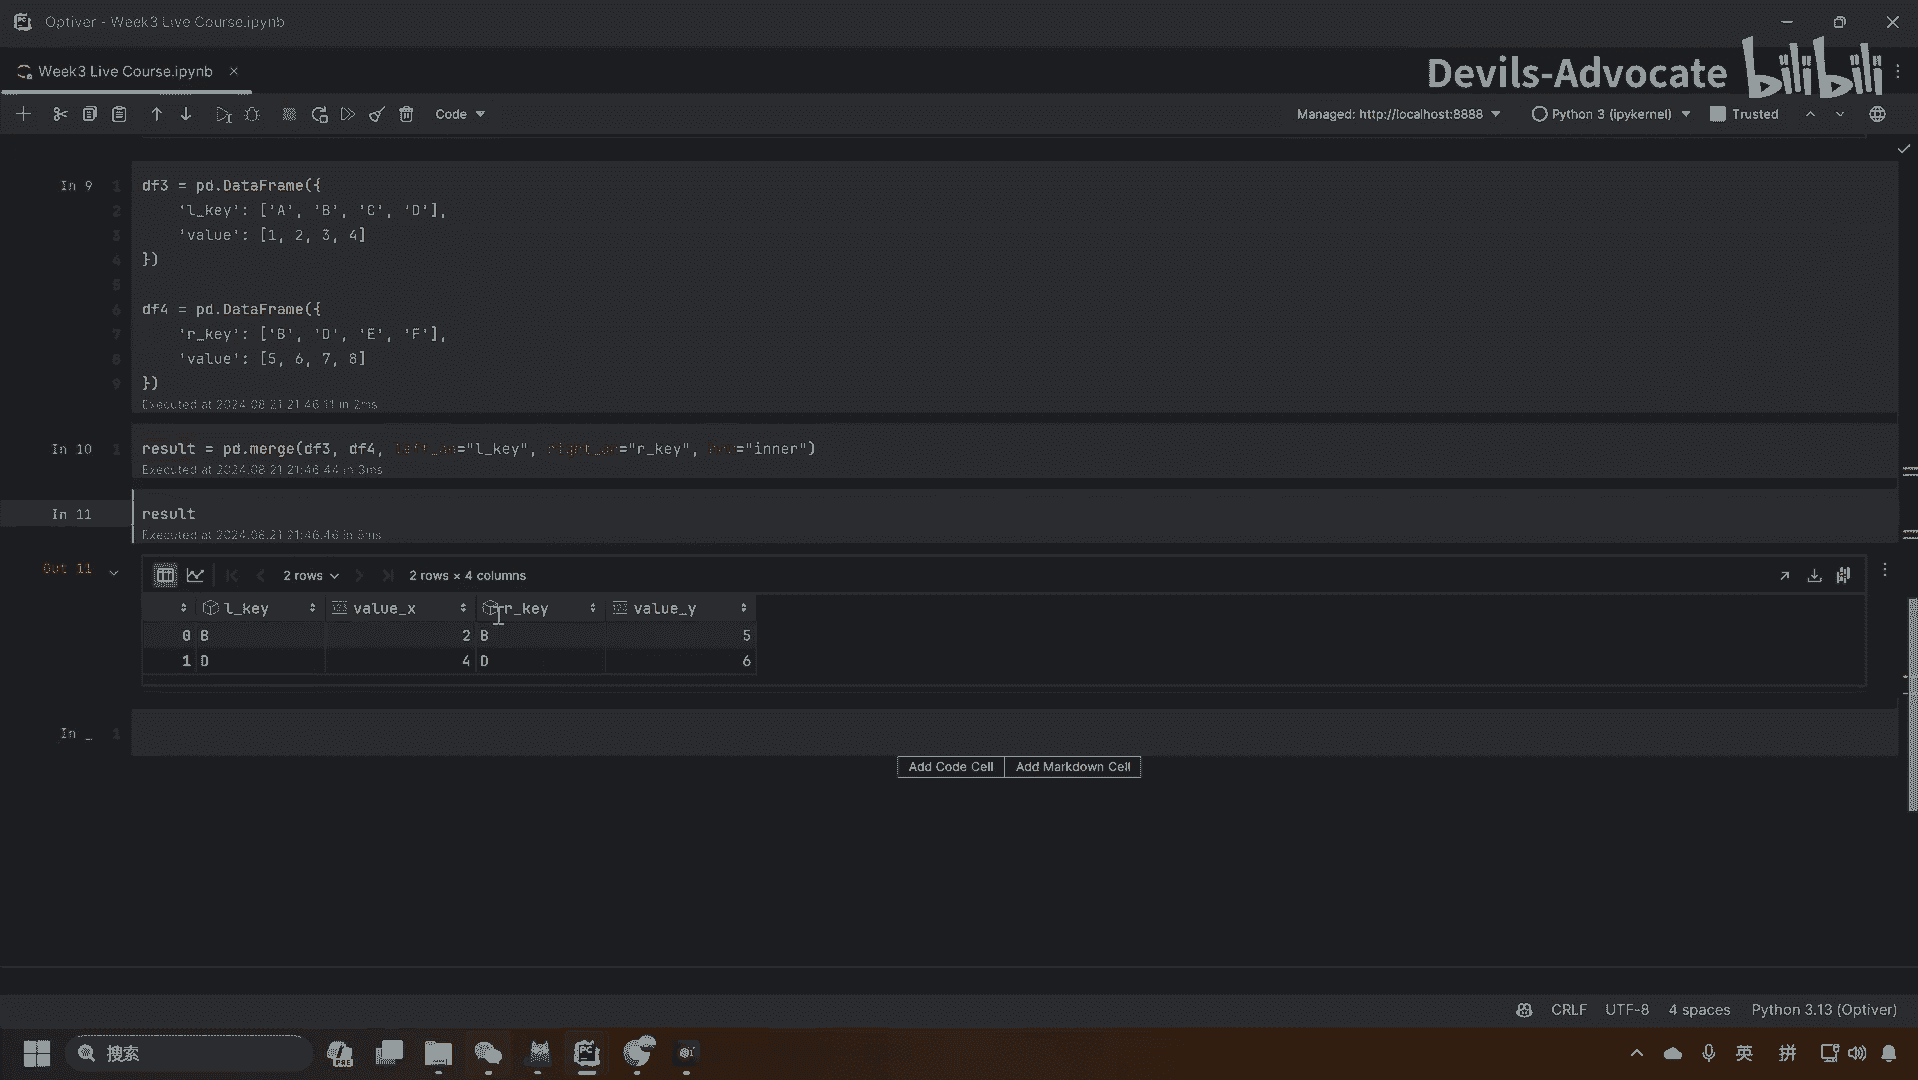 Optiver - Week3 Live Course.ipynb
Week3 Live Course.ipynb
Devils-Advocate bilibili
Code
Managed: http://localhost:8888
Python 3 (ipykernel)
Trusted
In 9
1 df3 = pd.DataFrame({
2 'l_key': ['A', 'B', 'C', 'D'],
3 'value': [1, 2, 3, 4]
4 })
5
6 df4 = pd.DataFrame({
7 'r_key': ['B', 'D', 'E', 'F'],
8 'value': [5, 6, 7, 8]
9 })
Executed at 2024.08.21 21:46:11 in 2ms
In 10 1 result = pd.merge(df3, df4, left_on="l_key", right_on="r_key", how="inner")
Executed at 2024.08.21 21:46:44 in 3ms
In 11 result
Executed at 2024.08.21 21:46:46 in 5ms
Out 11
2 rows
2 rows × 4 columns
l_key value_x r_key value_y
0 B 2 B 5
1 D 4 D 6
In _ 1
Add Code Cell Add Markdown Cell
CRLF UTF-8 4 spaces Python 3.13 (Optiver)
搜索
英 拼